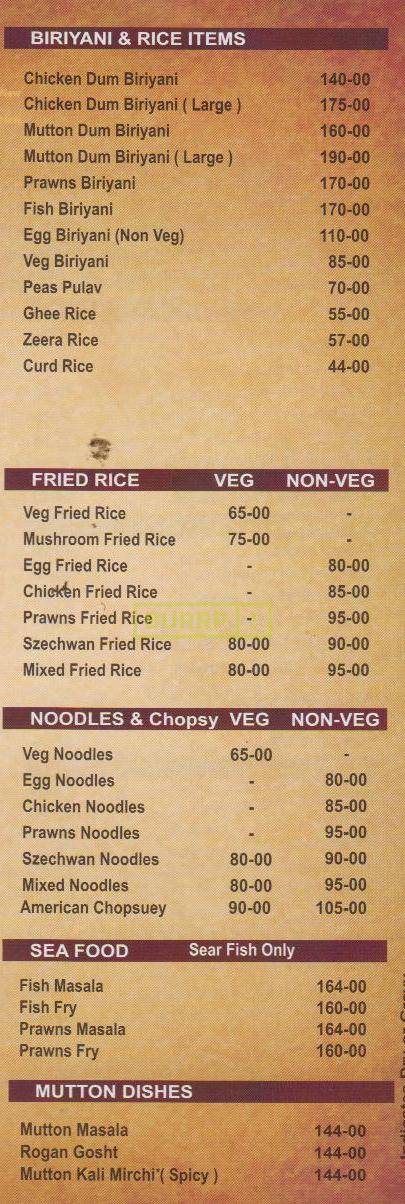 BIRIYANI & RICE ITEMS
Chicken Dum Biriyani 140-00
Chicken Dum Biriyani ( Large ) 175-00
Mutton Dum Biriyani 160-00
Mutton Dum Biriyani ( Large ) 190-00
Prawns Biriyani 170-00
Fish Biriyani 170-00
Egg Biriyani (Non Veg) 110-00
Veg Biriyani 85-00
Peas Pulav 70-00
Ghee Rice 55-00
Zeera Rice 57-00
Curd Rice 44-00
FRIED RICE VEG NON-VEG
Veg Fried Rice 65-00 -
Mushroom Fried Rice 75-00 -
Egg Fried Rice - 80-00
Chicken Fried Rice - 85-00
Prawns Fried Rice - 95-00
Szechwan Fried Rice 80-00 90-00
Mixed Fried Rice 80-00 95-00
NOODLES & Chopsy VEG NON-VEG
Veg Noodles 65-00 -
Egg Noodles - 80-00
Chicken Noodles - 85-00
Prawns Noodles - 95-00
Szechwan Noodles 80-00 90-00
Mixed Noodles 80-00 95-00
American Chopsuey 90-00 105-00
SEA FOOD Sear Fish Only
Fish Masala 164-00
Fish Fry 160-00
Prawns Masala 164-00
Prawns Fry 160-00
MUTTON DISHES
Mutton Masala 144-00
Rogan Gosht 144-00
Mutton Kali Mirchi*( Spicy ) 144-00